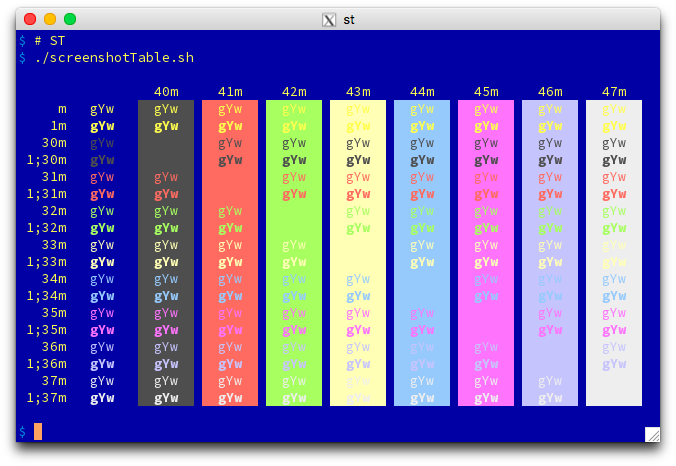 st
$ # ST
$ ./screenshotTable.sh
40m 41m 42m 43m 44m 45m 46m 47m
m gYw gYw gYw gYw gYw gYw gYw gYw gYw
1m gYw gYw gYw gYw gYw gYw gYw gYw gYw
30m gYw gYw gYw gYw gYw gYw gYw gYw
1;30m gYw gYw gYw gYw gYw gYw gYw gYw
31m gYw gYw gYw gYw gYw gYw gYw gYw
1;31m gYw gYw gYw gYw gYw gYw gYw gYw
32m gYw gYw gYw gYw gYw gYw gYw gYw
1;32m gYw gYw gYw gYw gYw gYw gYw gYw
33m gYw gYw gYw gYw gYw gYw gYw gYw
1;33m gYw gYw gYw gYw gYw gYw gYw gYw
34m gYw gYw gYw gYw gYw gYw gYw gYw
1;34m gYw gYw gYw gYw gYw gYw gYw gYw
35m gYw gYw gYw gYw gYw gYw gYw gYw
1;35m gYw gYw gYw gYw gYw gYw gYw gYw
36m gYw gYw gYw gYw gYw gYw gYw gYw
1;36m gYw gYw gYw gYw gYw gYw gYw gYw
37m gYw gYw gYw gYw gYw gYw gYw gYw
1;37m gYw gYw gYw gYw gYw gYw gYw gYw
$